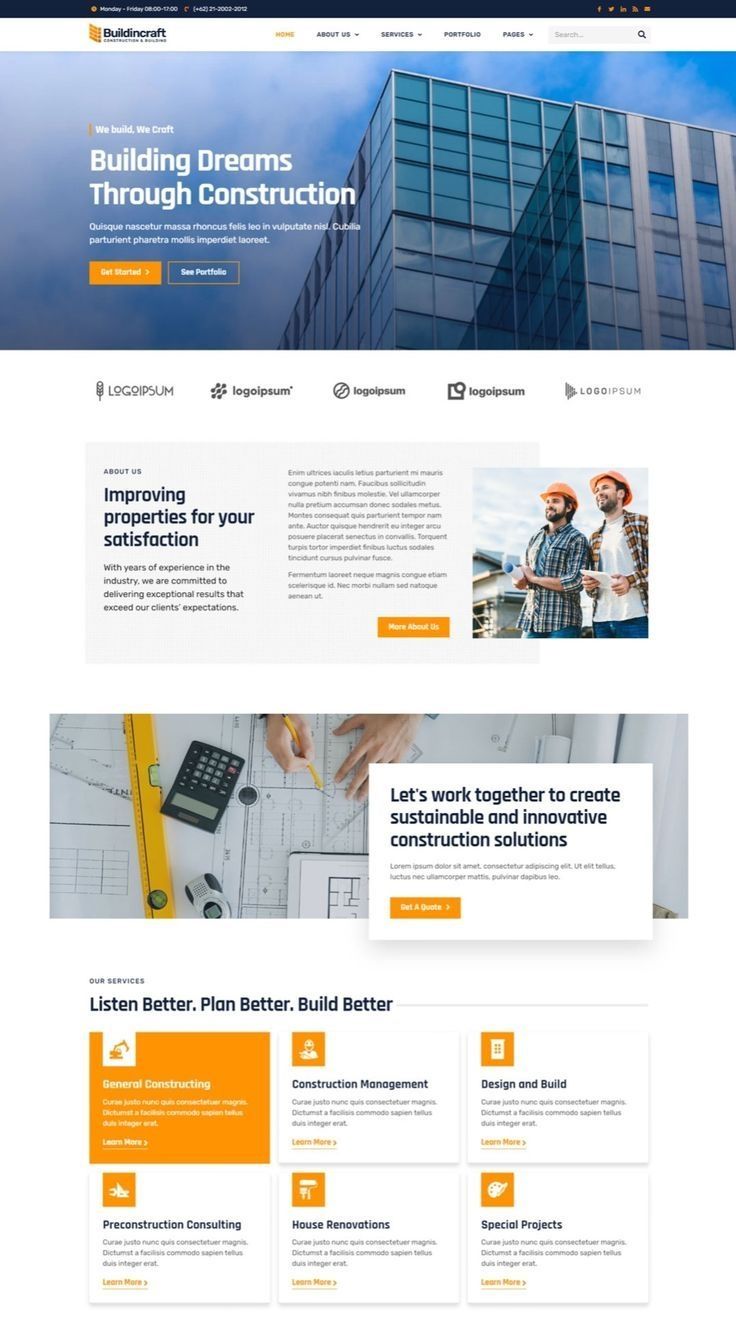 Monday - Friday 08:00-17:00 (+62) 21-2002-2012
Buildincraft
CONSTRUCTION & BUILDING
HOME ABOUT US SERVICES PORTFOLIO PAGES Search...
We build, We Craft
Building Dreams
Through Construction
Quisque nascetur massa rhoncus felis leo in vulputate nisl. Cubilia
parturient pharetra mollis imperdiet laoreet.
Get Started See Portfolio
LOGOIPSUM logoipsum logoipsum logoipsum LOGOIPSUM
ABOUT US
Improving
properties for your
satisfaction
With years of experience in the
industry, we are committed to
delivering exceptional results that
exceed our clients' expectations.
Enim ultrices iaculis letius parturient mi mauris
congue potenti nam. Faucibus sollicitudin
vivamus nibh finibus molestie. Vel ullamcorper
nulla pretium accumsan donec sodales metus.
Montes consequat quis parturient tempor nam
ante. Auctor quisque hendrerit eu integer arcu
posuere placerat senectus in convallis. Torquent
turpis tortor imperdiet finibus luctus sodales
tincidunt cursus pulvinar fusce.
Fermentum laoreet neque magnis congue etiam
scelerisque id. Nec morbi nullam sed natoque
aenean ut.
More About Us
Let's work together to create
sustainable and innovative
construction solutions
Lorem ipsum dolor sit amet, consectetur adipiscing elit. Ut elit tellus,
luctus nec ullamcorper mattis, pulvinar dapibus leo.
Get A Quote
OUR SERVICES
Listen Better. Plan Better. Build Better
General Constructing
Curae justo nunc quis consectetuer magnis.
Dictumst a facilisis commodo sapien tellus
duis integer erat.
Learn More
Construction Management
Curae justo nunc quis consectetuer magnis.
Dictumst a facilisis commodo sapien tellus
duis integer erat.
Learn More
Design and Build
Curae justo nunc quis consectetuer magnis.
Dictumst a facilisis commodo sapien tellus
duis integer erat.
Learn More
Preconstruction Consulting
Curae justo nunc quis consectetuer magnis.
Dictumst a facilisis commodo sapien tellus
duis integer erat.
Learn More
House Renovations
Curae justo nunc quis consectetuer magnis.
Dictumst a facilisis commodo sapien tellus
duis integer erat.
Learn More
Special Projects
Curae justo nunc quis consectetuer magnis.
Dictumst a facilisis commodo sapien tellus
duis integer erat.
Learn More